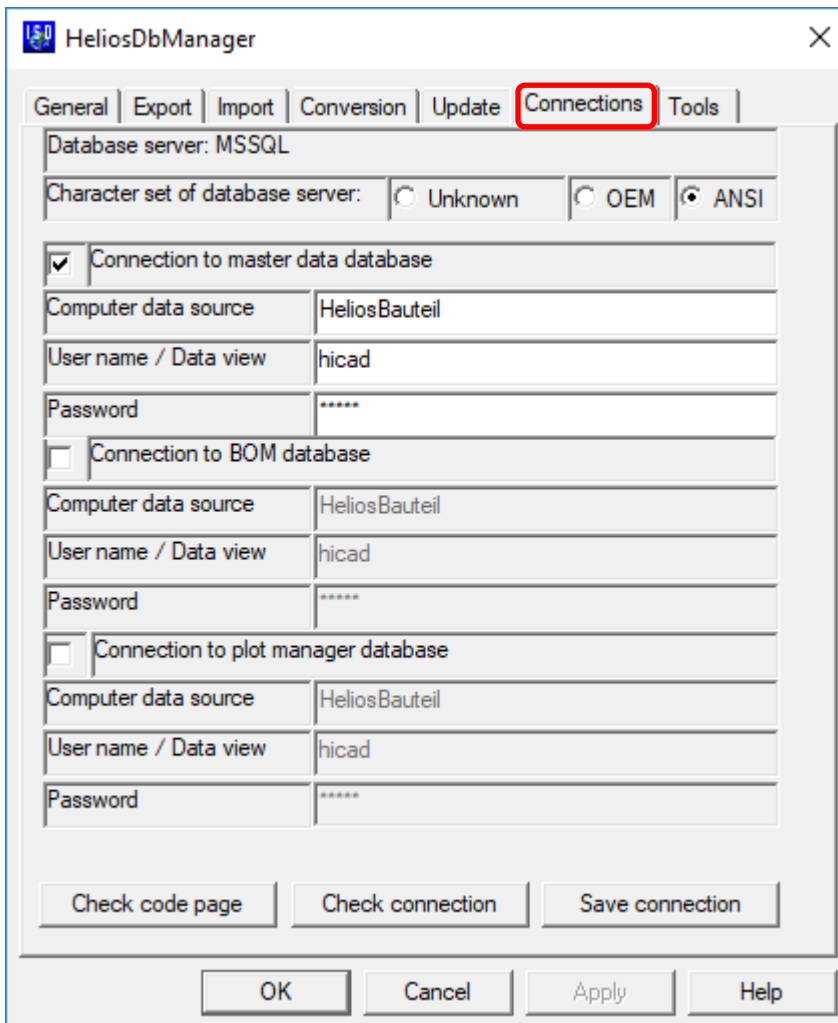 HeliosDbManager
General Export Import Conversion Update Connections Tools
Database server: MSSQL
Character set of database server: Unknown OEM ANSI
Connection to master data database
Computer data source HeliosBauteil
User name / Data view hicad
Password *****
Connection to BOM database
Computer data source HeliosBauteil
User name / Data view hicad
Password *****
Connection to plot manager database
Computer data source HeliosBauteil
User name / Data view hicad
Password *****
Check code page Check connection Save connection
OK Cancel Apply Help